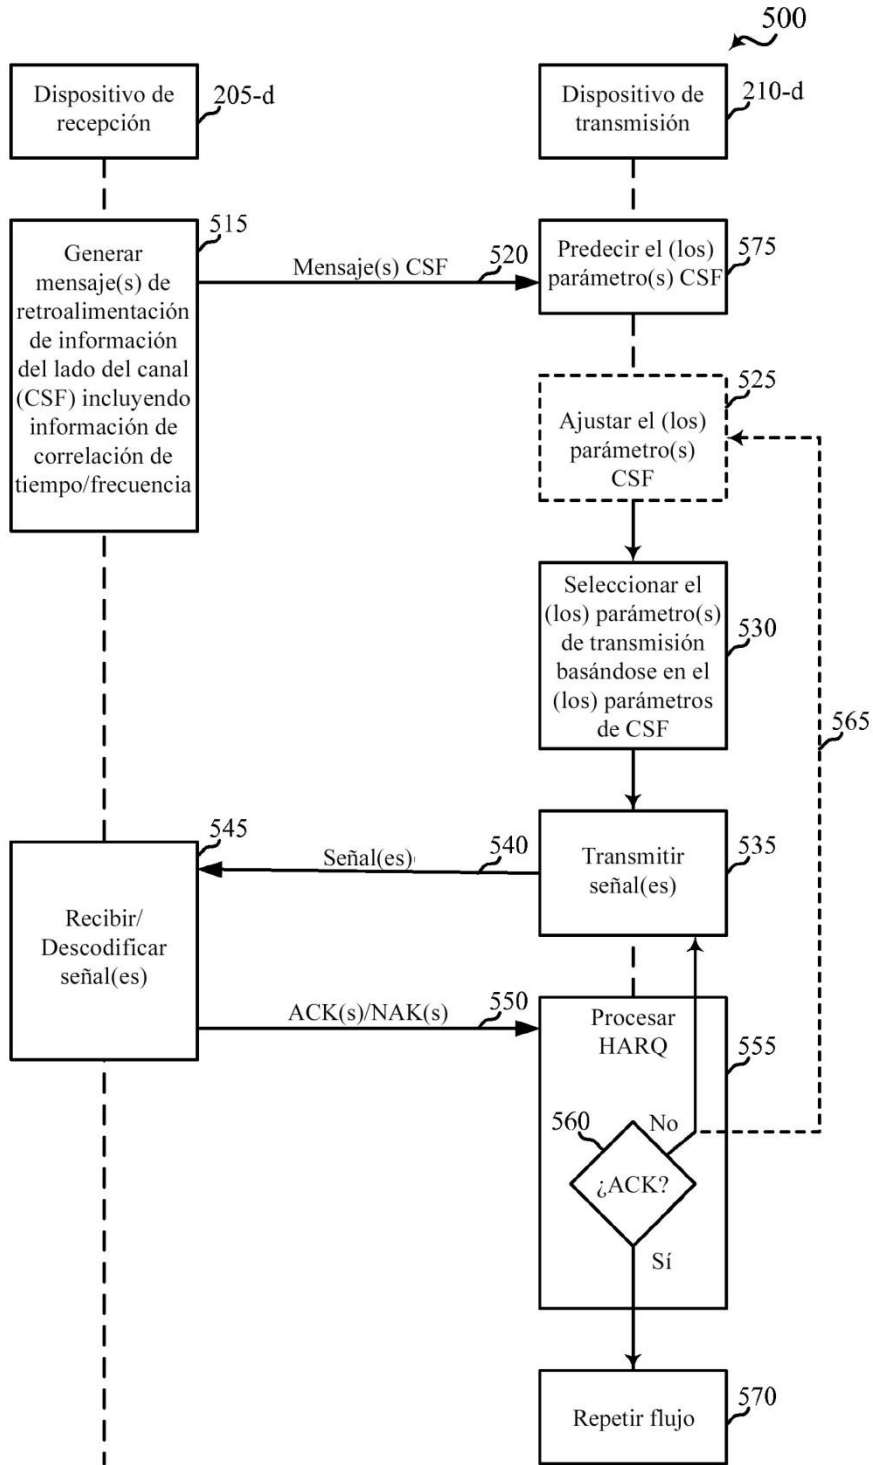 500
Dispositivo de
recepción
205-d
Dispositivo de
transmisión
210-d
515
Generar
mensaje(s) de
retroalimentación
de información
del lado del canal
(CSF) incluyendo
información de
correlación de
tiempo/frecuencia
Mensaje(s) CSF
520
Predecir el (los)
parámetro(s) CSF
575
525
Ajustar el (los)
parámetro(s)
CSF
Seleccionar el
(los) parámetro(s)
de transmisión
basándose en el
(los) parámetros
de CSF
530
565
545
Recibir/
Descodificar
señal(es)
Señal(es)
540
Transmitir
señal(es)
535
ACK(s)/NAK(s)
550
Procesar
HARQ
555
560
No
¿ACK?
Sí
Repetir flujo
570